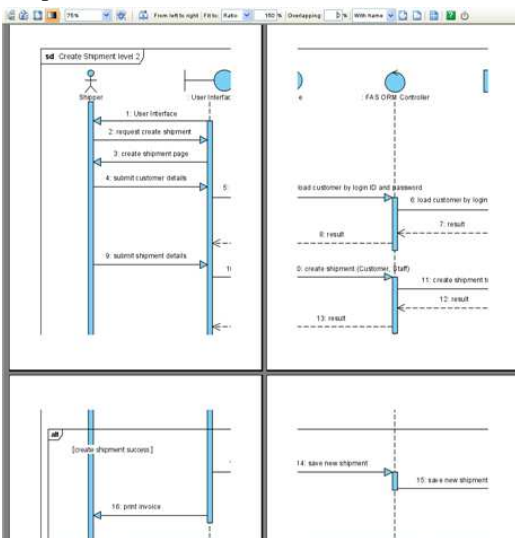 75% From left to right Fit to: Ratio 150 % Overlapping: 0 % With frame
sd Create Shipment level 2
Shipper
: User Interfac
e
: FAS ORM Controller
1: User Interface
2: request create shipment
3: create shipment page
4: submit customer details
5
load customer by login ID and password
6: load customer by login
7: result
8: result
9: submit shipment details
10
0: create shipment (Customer, Staff)
11: create shipment t
12: result
13: result
alt
[create shipment success]
14: save new shipment
15: save new shipment
16: print invoice